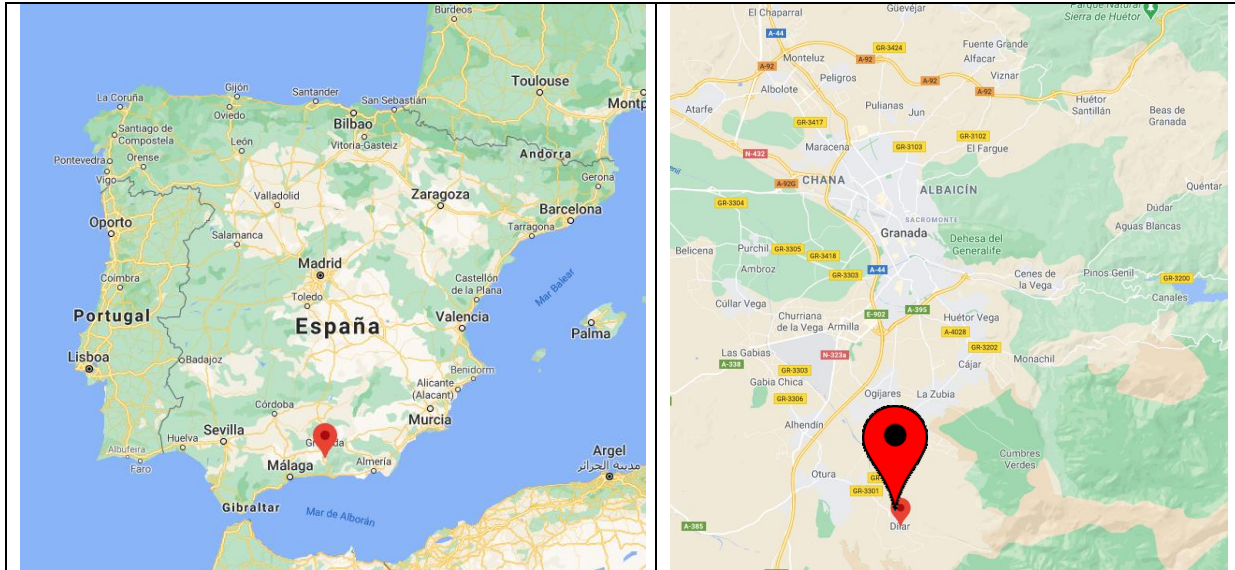 Burdeos
Toulouse
Montp
Gijón
Santander
San Sebastián
La Coruña
Oviedo
Bilbao
Santiago de
Compostela
León
Vitoria-Gasteiz
Andorra
Pontevedra
Orense
Vigo
Gerona
Valladolid
Zaragoza
Barcelona
Oporto
Tarragona
Salamanca
Madrid
Coímbra
Castellón
de la Plana
Mar Balear
Toledo
Portugal
España
Valencia
Palma
Lisboa
Badajoz
Benidorm
Alicante
(Alacant)
Córdoba
Murcia
Sevilla
Huelva
Albufeira
Faro
Málaga
Almería
Argel
مدينة الجزائر
Gibraltar
Mar de Alborán
El Chaparral
Güevéjar
Parque Natural
Sierra de Huétor
A-44
GR-3424
Fuente Grande
Alfacar
A-92
Monteluz
A-92
Víznar
Peligros
A-92
Albolote
A-92
Atarfe
Pulianas
Jun
Huétor
Santillán
Beas de
Granada
GR-3417
GR-3102
Maracena
GR-3103
El Fargue
N-432
A-92G
CHANA
ALBAICÍN
Quéntar
GR-3304
Dúdar
SACROMONTE
Aguas Blancas
Granada
Dehesa del
Generalife
Belicena
Purchil
GR-3305
GR-3418
Ambroz
GR-3303
A-44
Cenes de
la Vega
Pinos Genil
GR-3200
Canales
Cúllar Vega
Churriana
de la Vega
Armilla
E-902
A-395
Huétor Vega
A-4028
GR-3202
Las Gabias
N-323a
Monachil
A-338
GR-3303
Cájar
Gabia Chica
GR-3306
Ogíjares
La Zubia
Alhendín
Cumbres
Verdes
Otura
GR-3301
A-385
Dílar